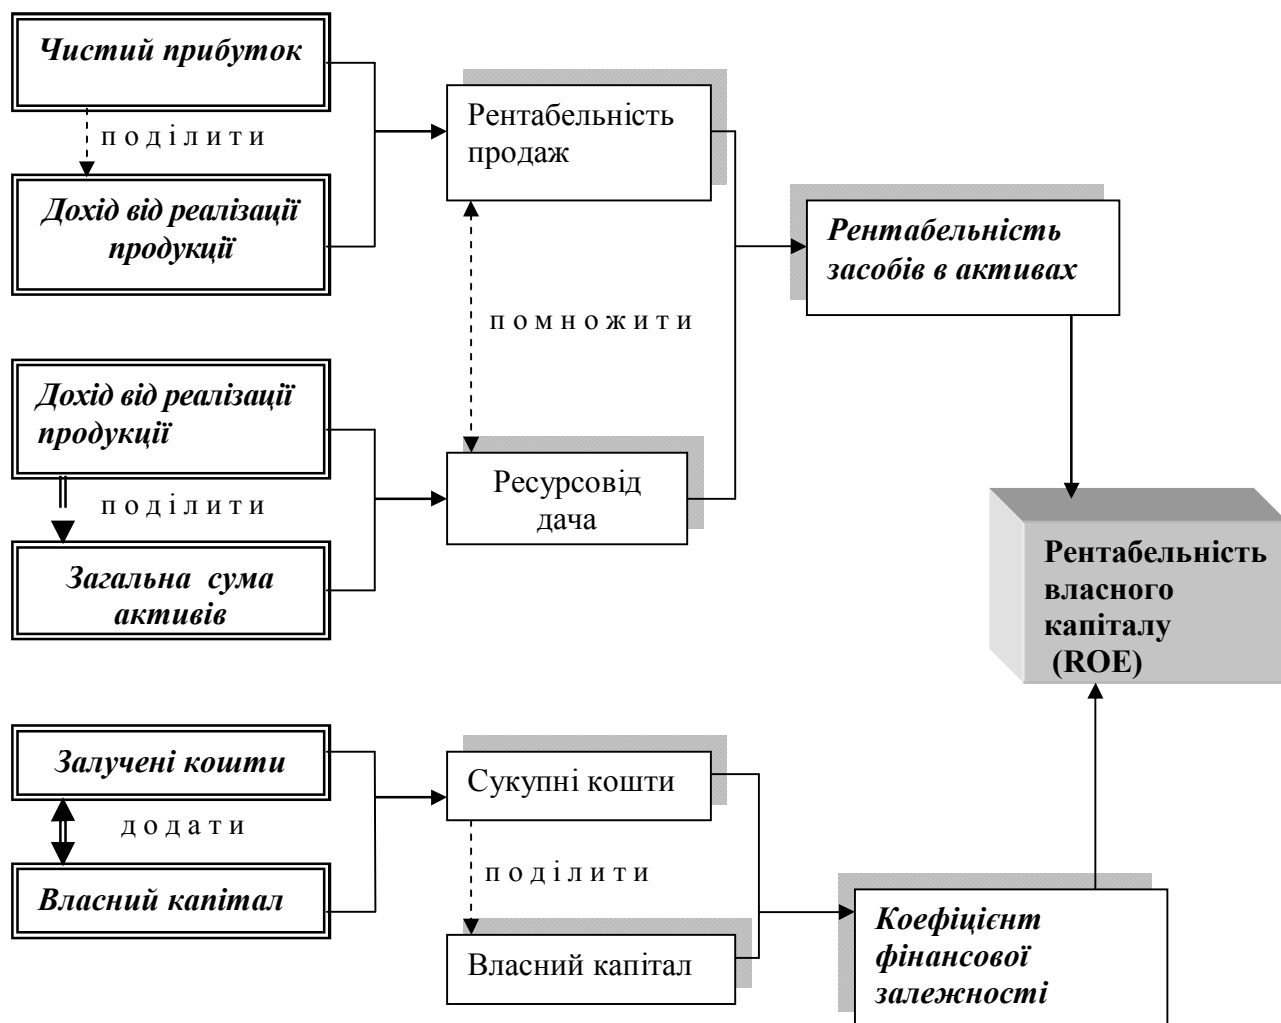 Чистий прибуток
поділити
Дохід від реалізації
продукції
Рентабельність
продаж
Рентабельність
засобів в активах
помножити
Дохід від реалізації
продукції
поділити
Загальна сума
активів
Ресурсовід
дача
Рентабельність
власного
капіталу
(ROE)
Залучені кошти
додати
Власний капітал
Сукупні кошти
поділити
Власний капітал
Коефіцієнт
фінансової
залежності